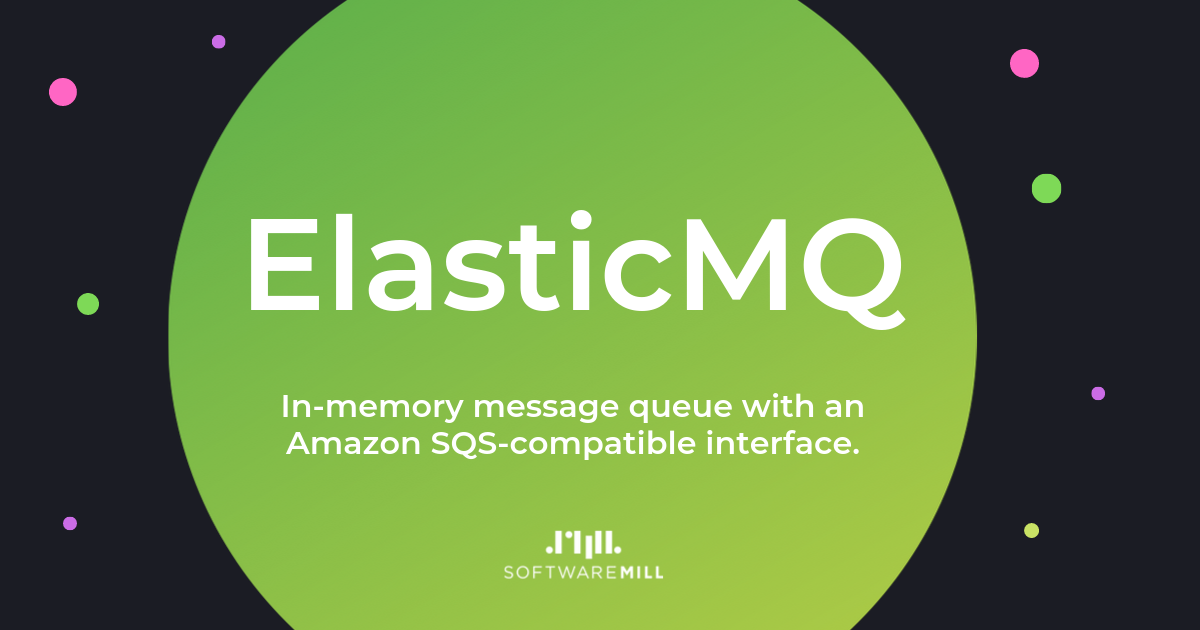 ElasticMQ
In-memory message queue with an
Amazon SQS-compatible interface.
SOFTWAREMILL